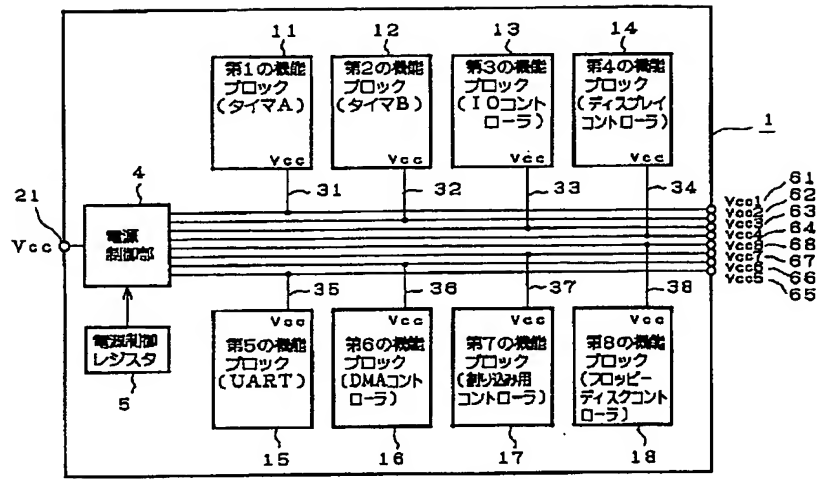 11
12
13
14
第1の機能
ブロック
(タイマA)
Vcc
第2の機能
ブロック
(タイマB)
Vcc
第3の機能
ブロック
(IOコント
ローラ)
Vcc
第4の機能
ブロック
(ディスプレイ
コントローラ)
Vcc
1
4
21
Vcc
電源
制御部
31
32
33
34
Vcc1
61
Vcc2
62
Vcc3
63
Vcc4
64
Vcc8
68
Vcc7
67
Vcc6
66
Vcc5
65
35
36
37
38
電源制御
レジスタ
5
Vcc
第5の機能
ブロック
(UART)
Vcc
第6の機能
ブロック
(DMAコント
ローラ)
Vcc
第7の機能
ブロック
(割り込み用
コントローラ)
Vcc
第8の機能
ブロック
(フロッピー
ディスクコント
ローラ)
15
16
17
18